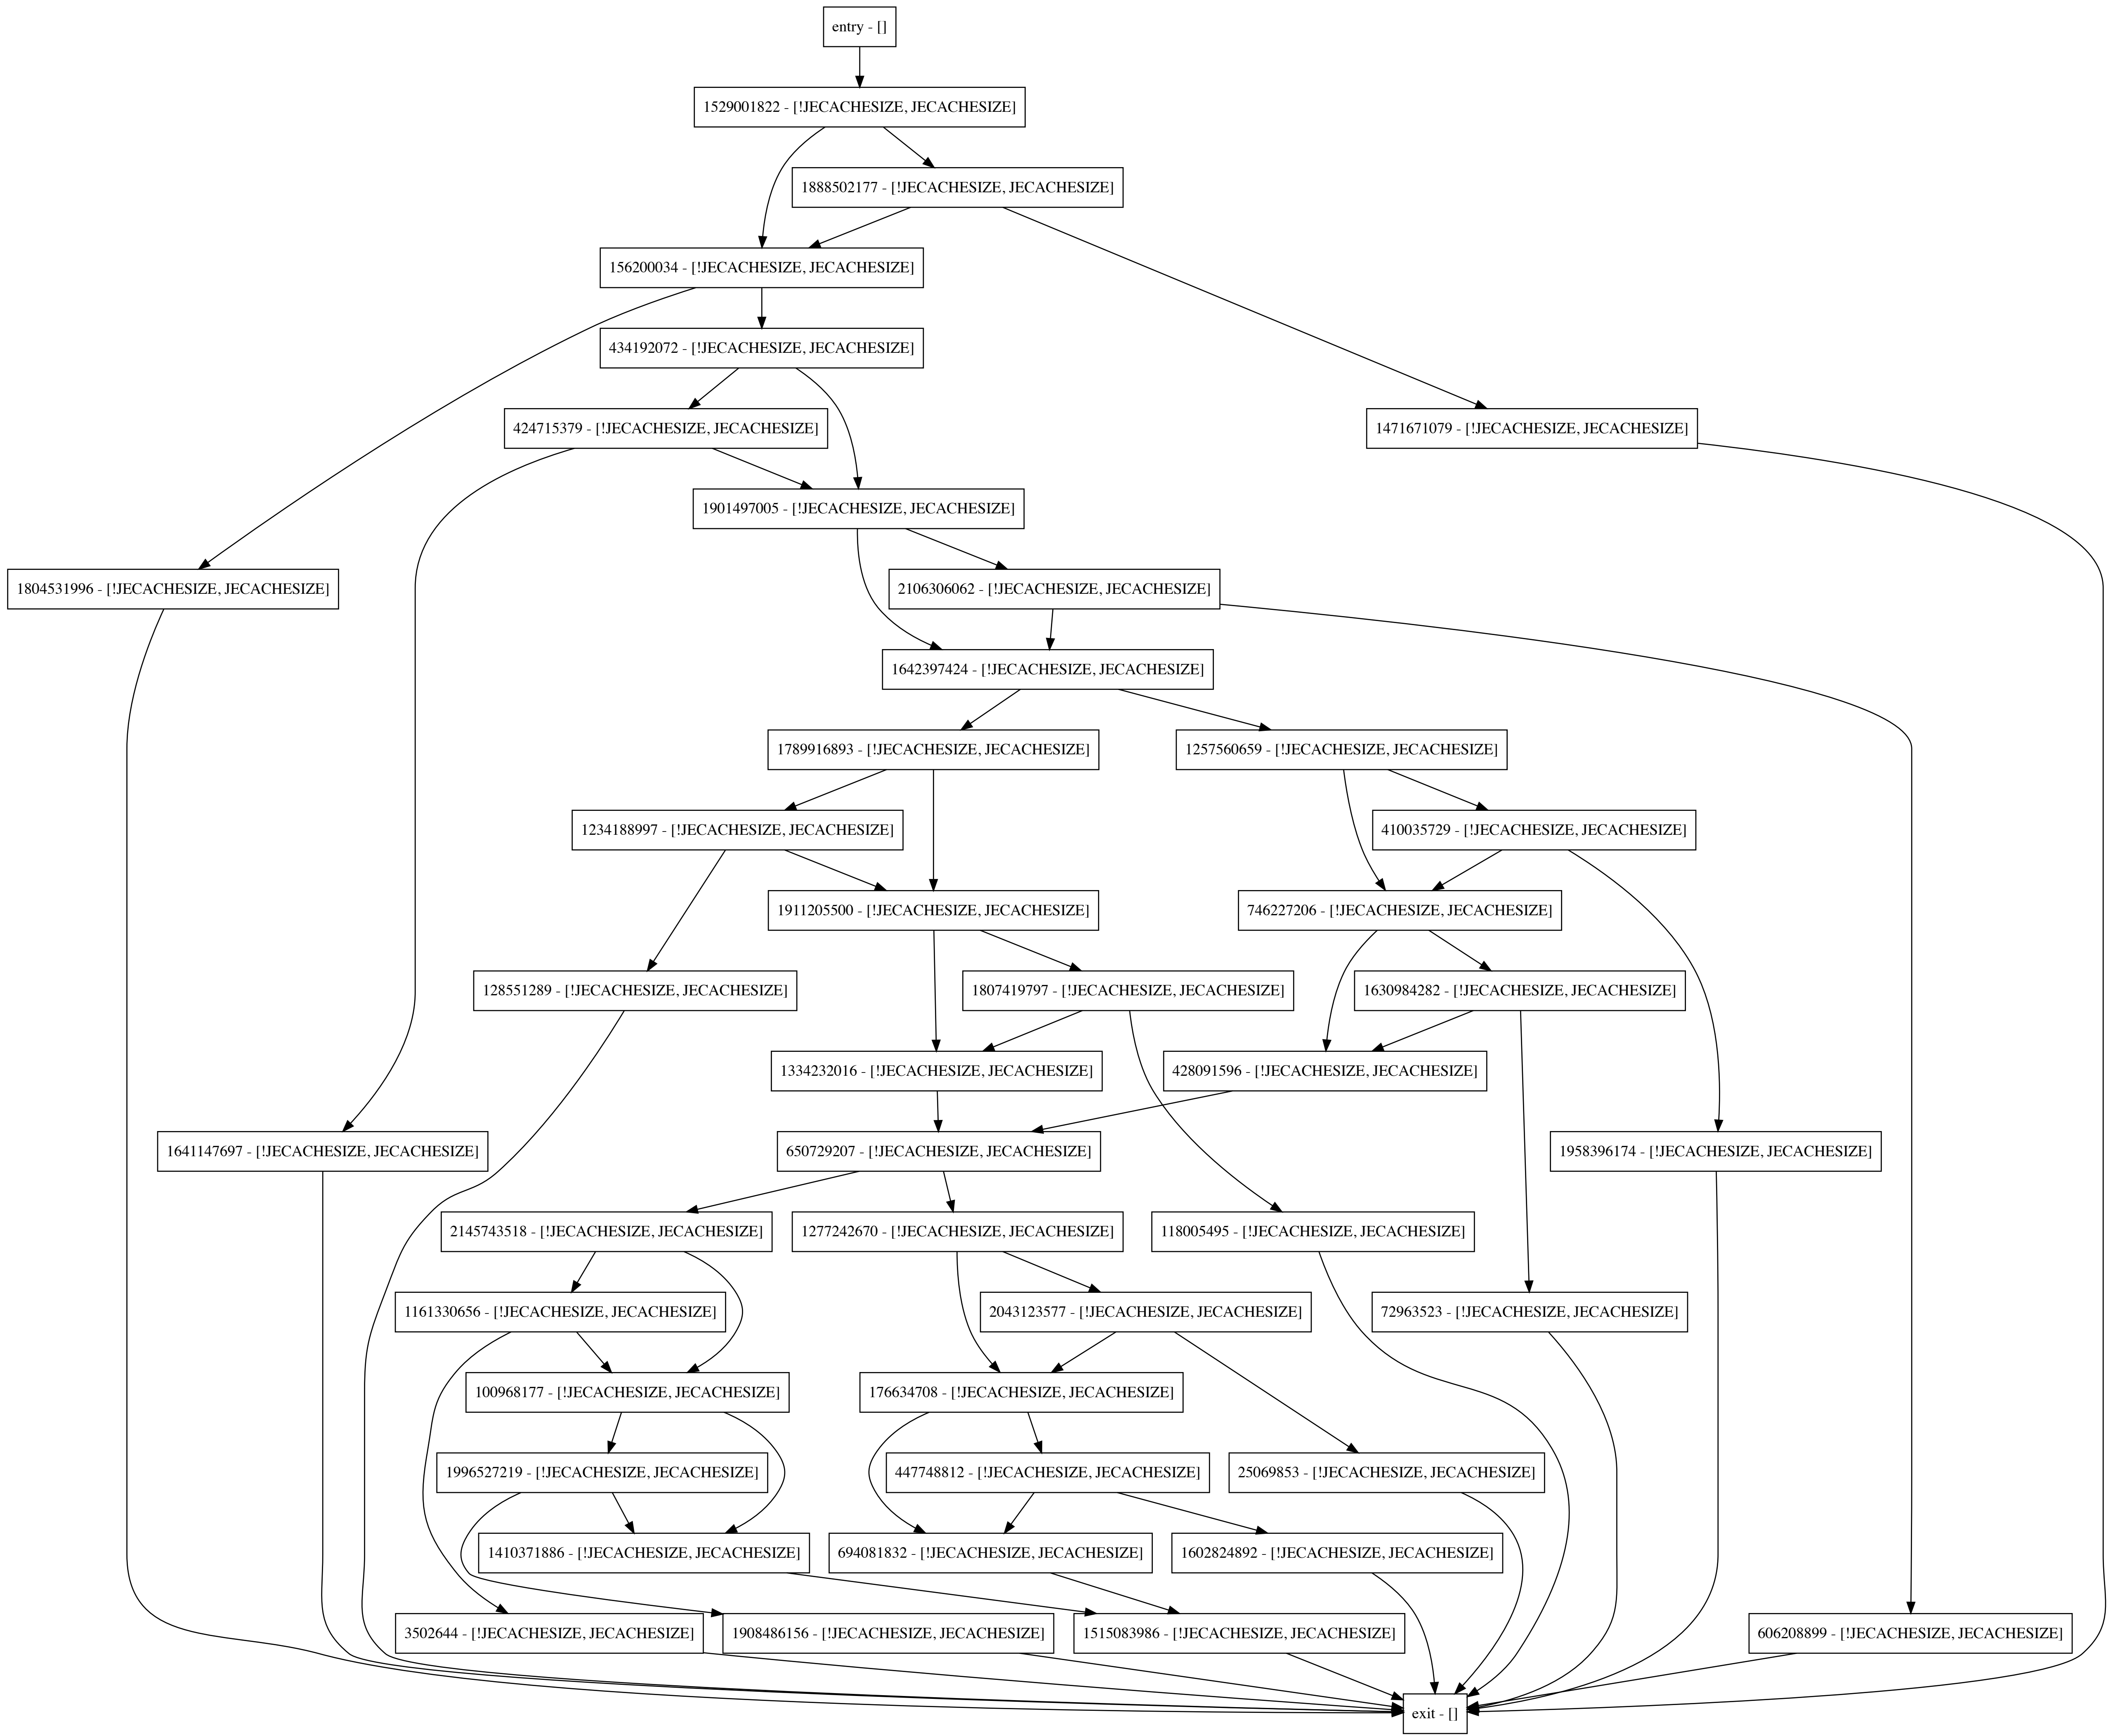 entry - []
1529001822 - [!JECACHESIZE, JECACHESIZE]
1888502177 - [!JECACHESIZE, JECACHESIZE]
156200034 - [!JECACHESIZE, JECACHESIZE]
434192072 - [!JECACHESIZE, JECACHESIZE]
424715379 - [!JECACHESIZE, JECACHESIZE]
1471671079 - [!JECACHESIZE, JECACHESIZE]
1901497005 - [!JECACHESIZE, JECACHESIZE]
1804531996 - [!JECACHESIZE, JECACHESIZE]
2106306062 - [!JECACHESIZE, JECACHESIZE]
1642397424 - [!JECACHESIZE, JECACHESIZE]
1789916893 - [!JECACHESIZE, JECACHESIZE]
1257560659 - [!JECACHESIZE, JECACHESIZE]
1234188997 - [!JECACHESIZE, JECACHESIZE]
410035729 - [!JECACHESIZE, JECACHESIZE]
1911205500 - [!JECACHESIZE, JECACHESIZE]
746227206 - [!JECACHESIZE, JECACHESIZE]
128551289 - [!JECACHESIZE, JECACHESIZE]
1807419797 - [!JECACHESIZE, JECACHESIZE]
1630984282 - [!JECACHESIZE, JECACHESIZE]
1334232016 - [!JECACHESIZE, JECACHESIZE]
428091596 - [!JECACHESIZE, JECACHESIZE]
1641147697 - [!JECACHESIZE, JECACHESIZE]
650729207 - [!JECACHESIZE, JECACHESIZE]
1958396174 - [!JECACHESIZE, JECACHESIZE]
2145743518 - [!JECACHESIZE, JECACHESIZE]
1277242670 - [!JECACHESIZE, JECACHESIZE]
118005495 - [!JECACHESIZE, JECACHESIZE]
1161330656 - [!JECACHESIZE, JECACHESIZE]
2043123577 - [!JECACHESIZE, JECACHESIZE]
72963523 - [!JECACHESIZE, JECACHESIZE]
100968177 - [!JECACHESIZE, JECACHESIZE]
176634708 - [!JECACHESIZE, JECACHESIZE]
1996527219 - [!JECACHESIZE, JECACHESIZE]
447748812 - [!JECACHESIZE, JECACHESIZE]
25069853 - [!JECACHESIZE, JECACHESIZE]
1410371886 - [!JECACHESIZE, JECACHESIZE]
694081832 - [!JECACHESIZE, JECACHESIZE]
1602824892 - [!JECACHESIZE, JECACHESIZE]
3502644 - [!JECACHESIZE, JECACHESIZE]
1908486156 - [!JECACHESIZE, JECACHESIZE]
1515083986 - [!JECACHESIZE, JECACHESIZE]
606208899 - [!JECACHESIZE, JECACHESIZE]
exit - []